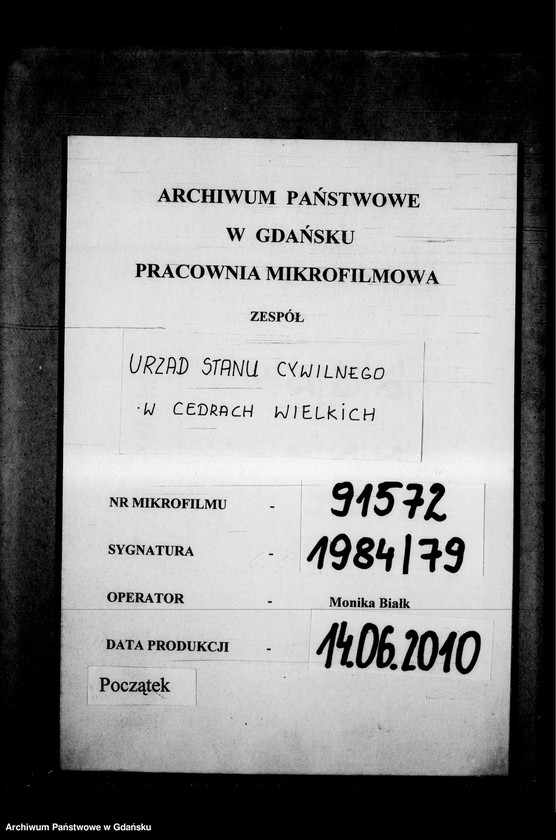 ARCHIWUM PAŃSTWOWE
W GDAŃSKU
PRACOWNIA MIKROFILMOWA
ZESPÓŁ
URZAD STANU CYWILNEGO
W CEDRACH WIELKICH
NR MIKROFILMU - 91572
SYGNATURA - 1984/79
OPERATOR - Monika Białk
DATA PRODUKCJI - 14.06.2010
Początek
Archiwum Państwowe w Gdańsku